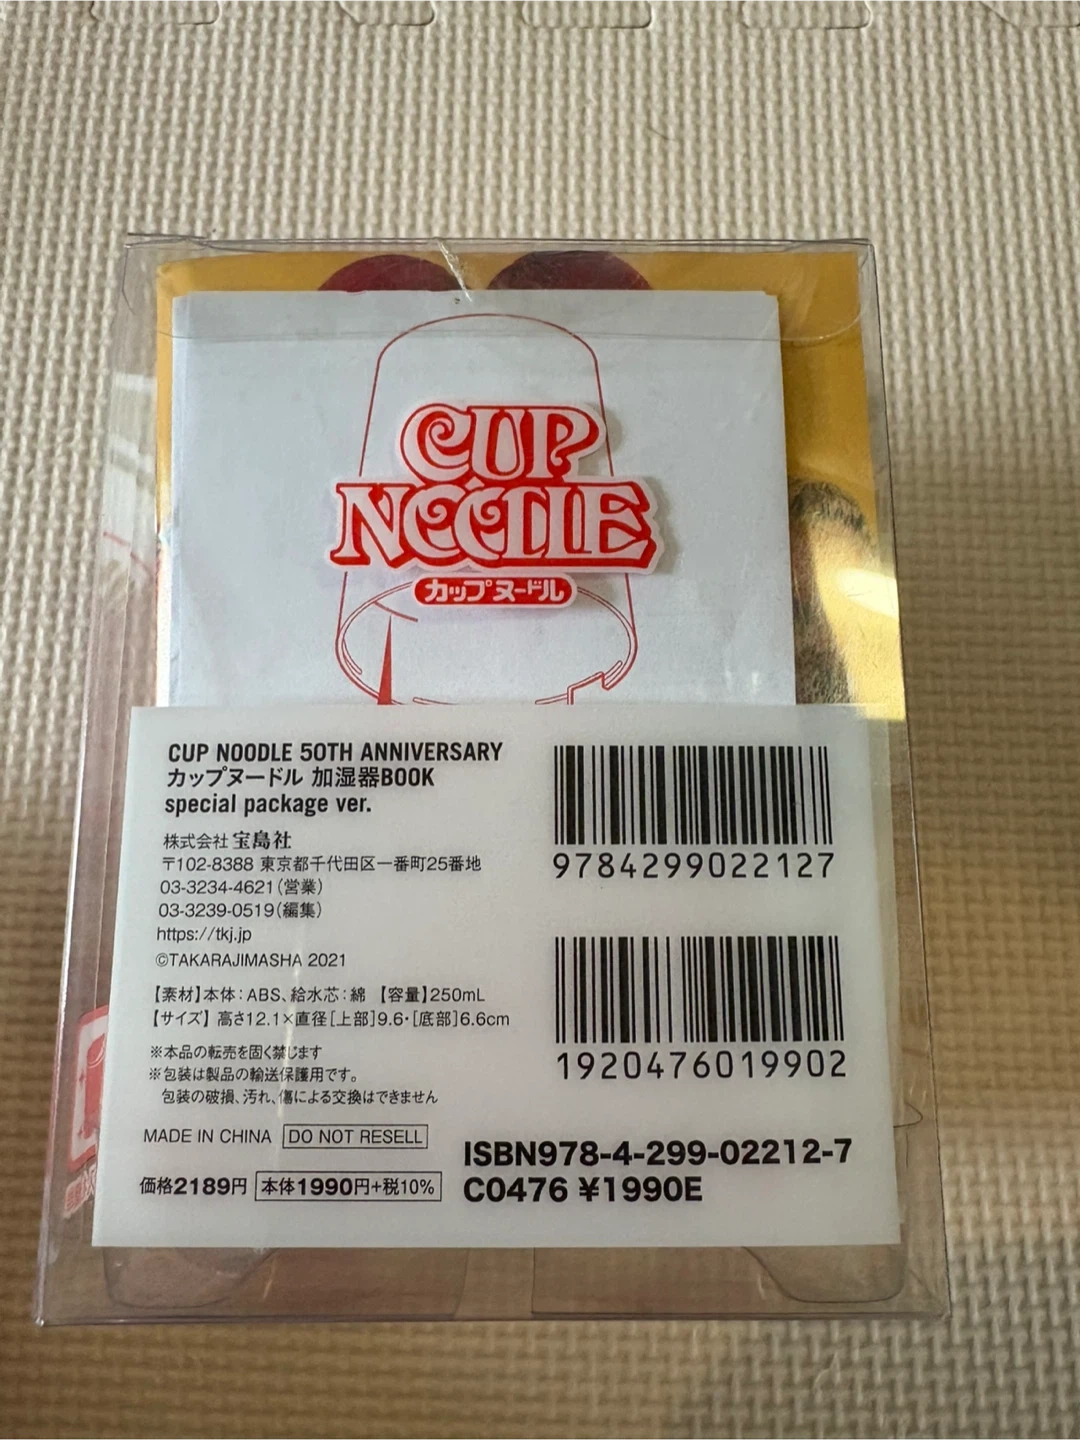 CUP
NOODLE
カップヌードル
CUP NOODLE 50TH ANNIVERSARY
カップヌードル 加湿器BOOK
special package ver.
株式会社 宝島社
〒102-8388 東京都千代田区一番町25番地
03-3234-4621(営業)
03-3239-0519(編集)
https://tkj.jp
©TAKARAJIMASHA 2021
【素材】本体：ABS、給水芯：綿 【容量】250mL
【サイズ】 高さ12.1×直径[上部]9.6・[底部]6.6cm
※本品の転売を固く禁じます
※包装は製品の輸送保護用です。
包装の破損、汚れ、傷による交換はできません
MADE IN CHINA DO NOT RESELL
価格2189円 本体1990円+税10%
9784299022127
1920476019902
ISBN978-4-299-02212-7
C0476 ¥1990E